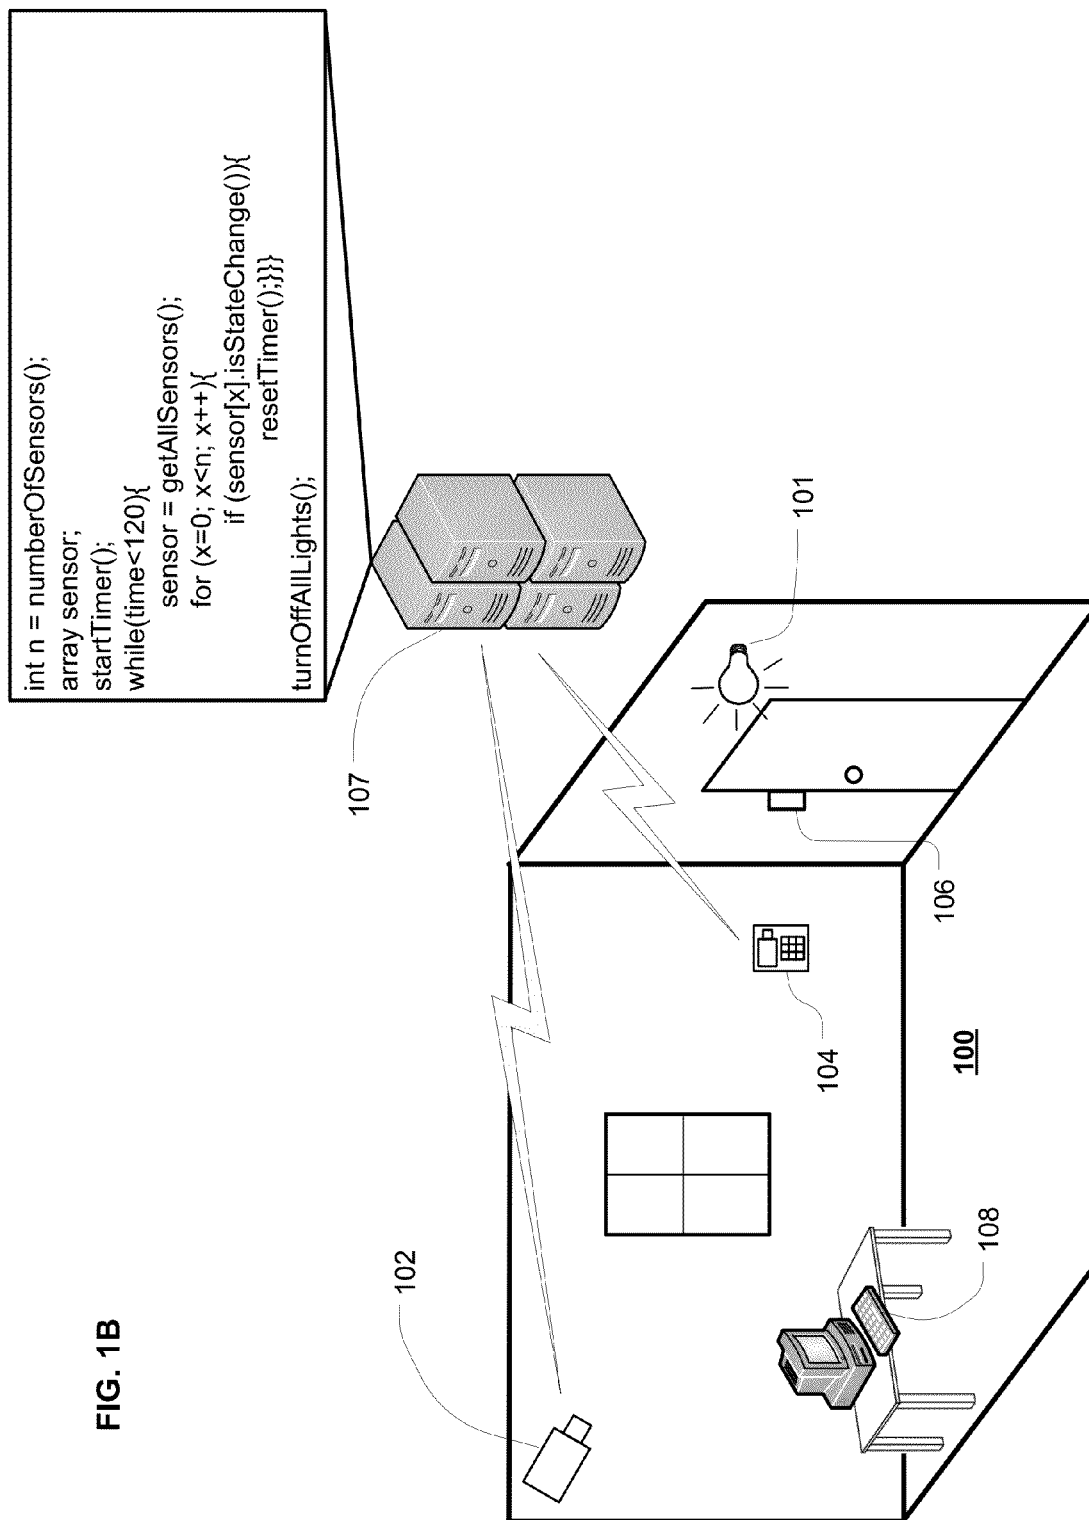 int n = numberOfSensors();
array sensor;
startTimer();
while(time<120){
sensor = getAllSensors();
for (x=0; x<n; x++){
if (sensor[x].isStateChange()){
resetTimer();}}}
turnOffAllLights();
FIG. 1B
102
107
101
104
106
108
100